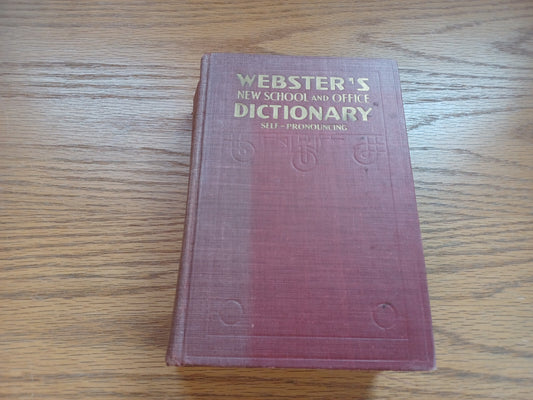 WEBSTER'S
NEW SCHOOL AND OFFICE
DICTIONARY
SELF-PRONOUNCING